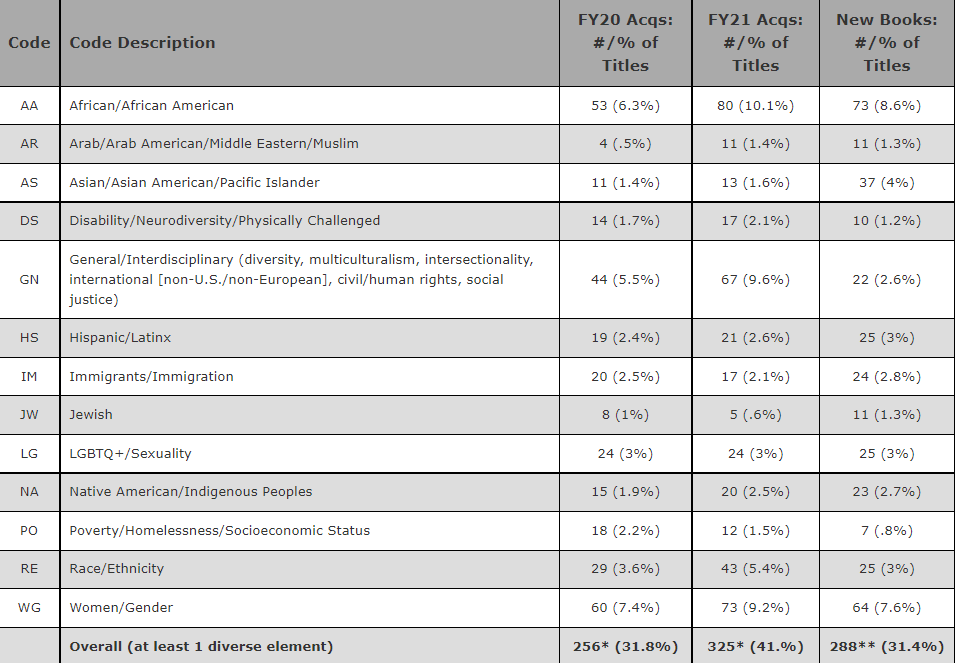 Code Code Description FY20 Acqs: #/% of Titles FY21 Acqs: #/% of Titles New Books: #/% of Titles
AA African/African American 53 (6.3%) 80 (10.1%) 73 (8.6%)
AR Arab/Arab American/Middle Eastern/Muslim 4 (.5%) 11 (1.4%) 11 (1.3%)
AS Asian/Asian American/Pacific Islander 11 (1.4%) 13 (1.6%) 37 (4%)
DS Disability/Neurodiversity/Physically Challenged 14 (1.7%) 17 (2.1%) 10 (1.2%)
GN General/Interdisciplinary (diversity, multiculturalism, intersectionality,
international [non-U.S./non-European], civil/human rights, social
justice) 44 (5.5%) 67 (9.6%) 22 (2.6%)
HS Hispanic/Latinx 19 (2.4%) 21 (2.6%) 25 (3%)
IM Immigrants/Immigration 20 (2.5%) 17 (2.1%) 24 (2.8%)
JW Jewish 8 (1%) 5 (.6%) 11 (1.3%)
LG LGBTQ+/Sexuality 24 (3%) 24 (3%) 25 (3%)
NA Native American/Indigenous Peoples 15 (1.9%) 20 (2.5%) 23 (2.7%)
PO Poverty/Homelessness/Socioeconomic Status 18 (2.2%) 12 (1.5%) 7 (.8%)
RE Race/Ethnicity 29 (3.6%) 43 (5.4%) 25 (3%)
WG Women/Gender 60 (7.4%) 73 (9.2%) 64 (7.6%)
Overall (at least 1 diverse element) 256* (31.8%) 325* (41.%) 288** (31.4%)